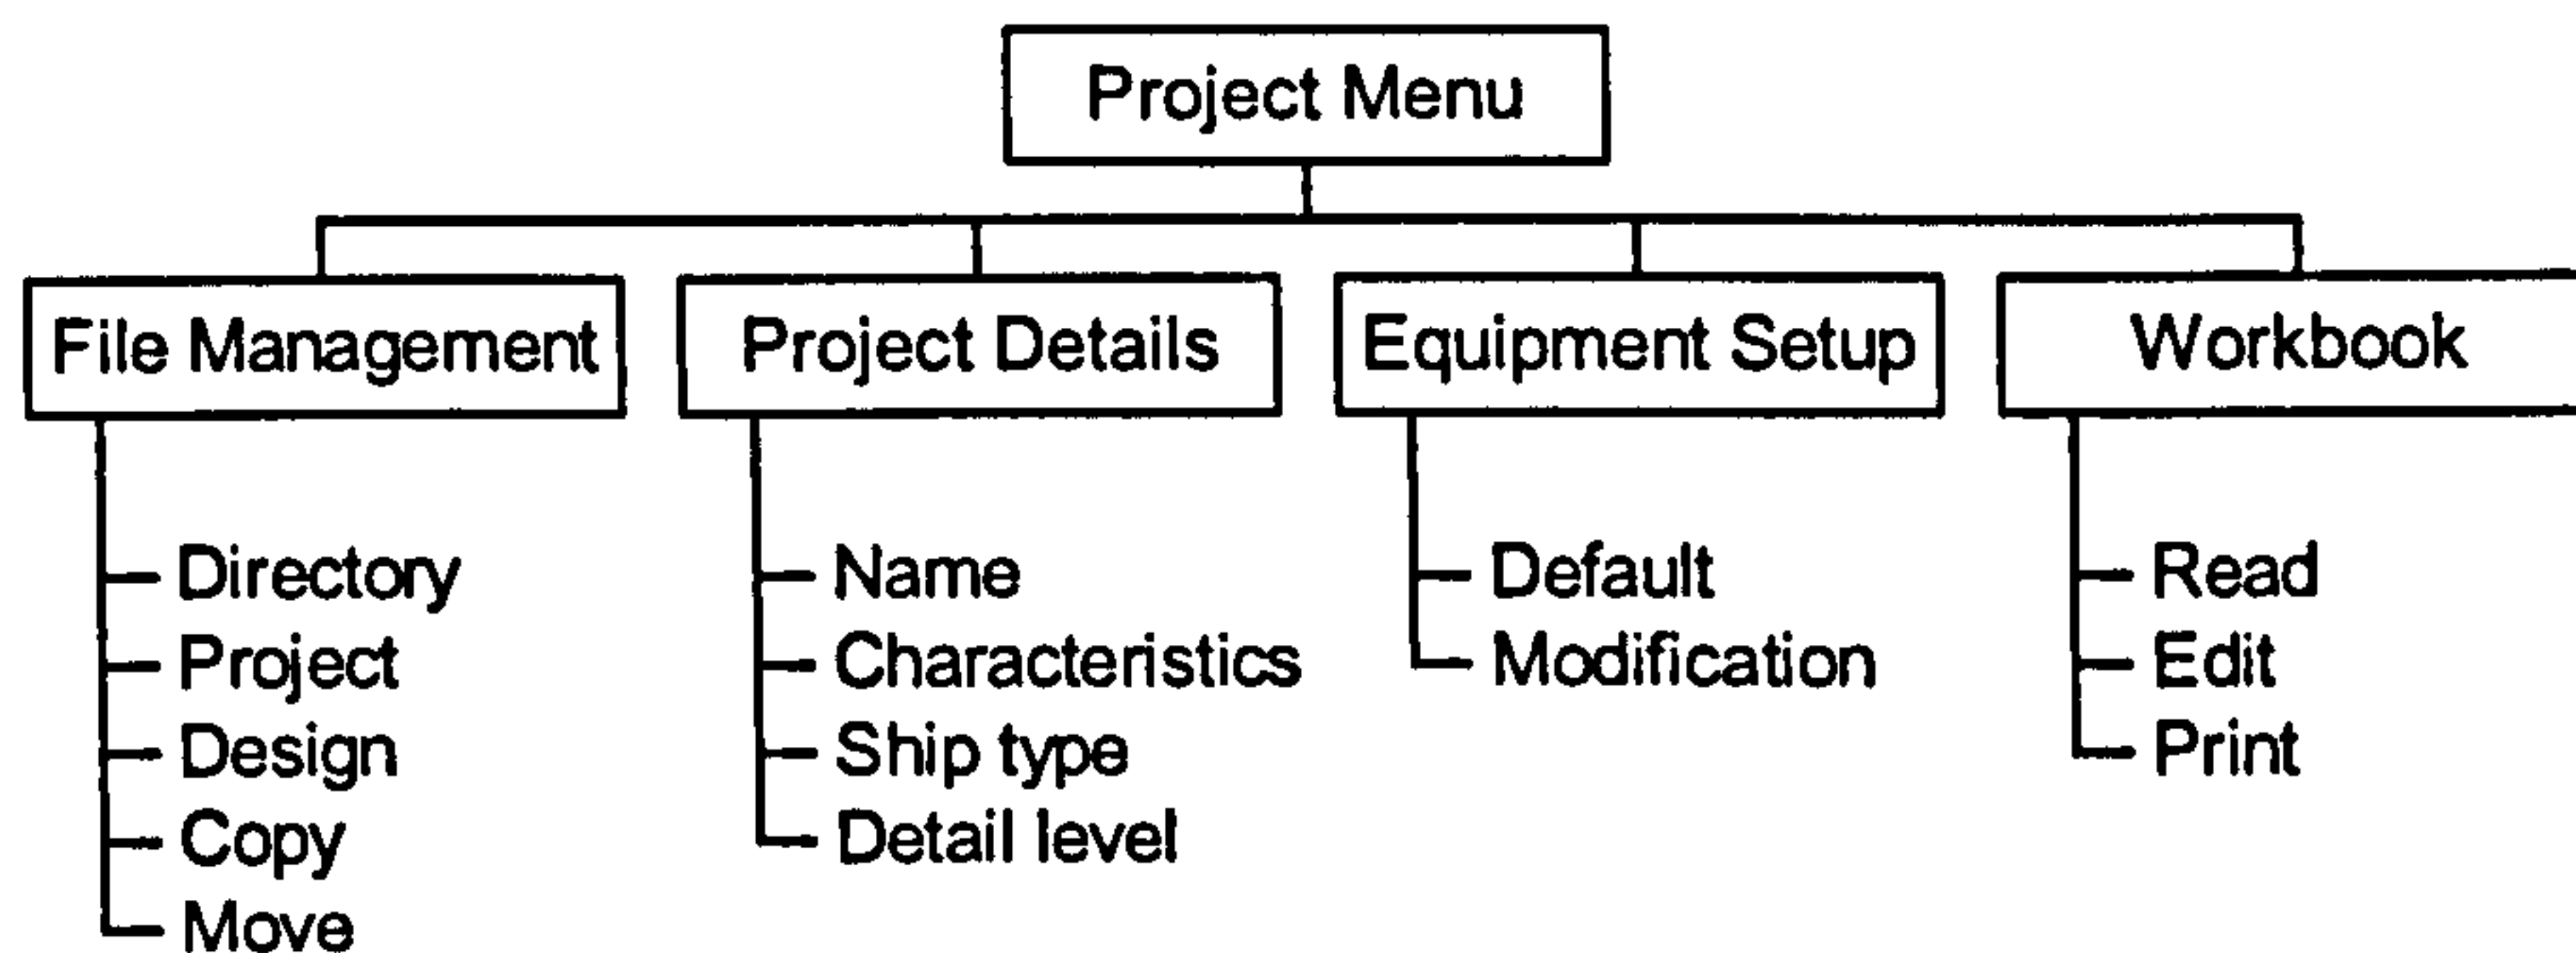 Project Menu
File Management
Project Details
Equipment Setup
Workbook
Directory
Project
Design
Copy
Move
Name
Characteristics
Ship type
Detail level
Default
Modification
Read
Edit
Print